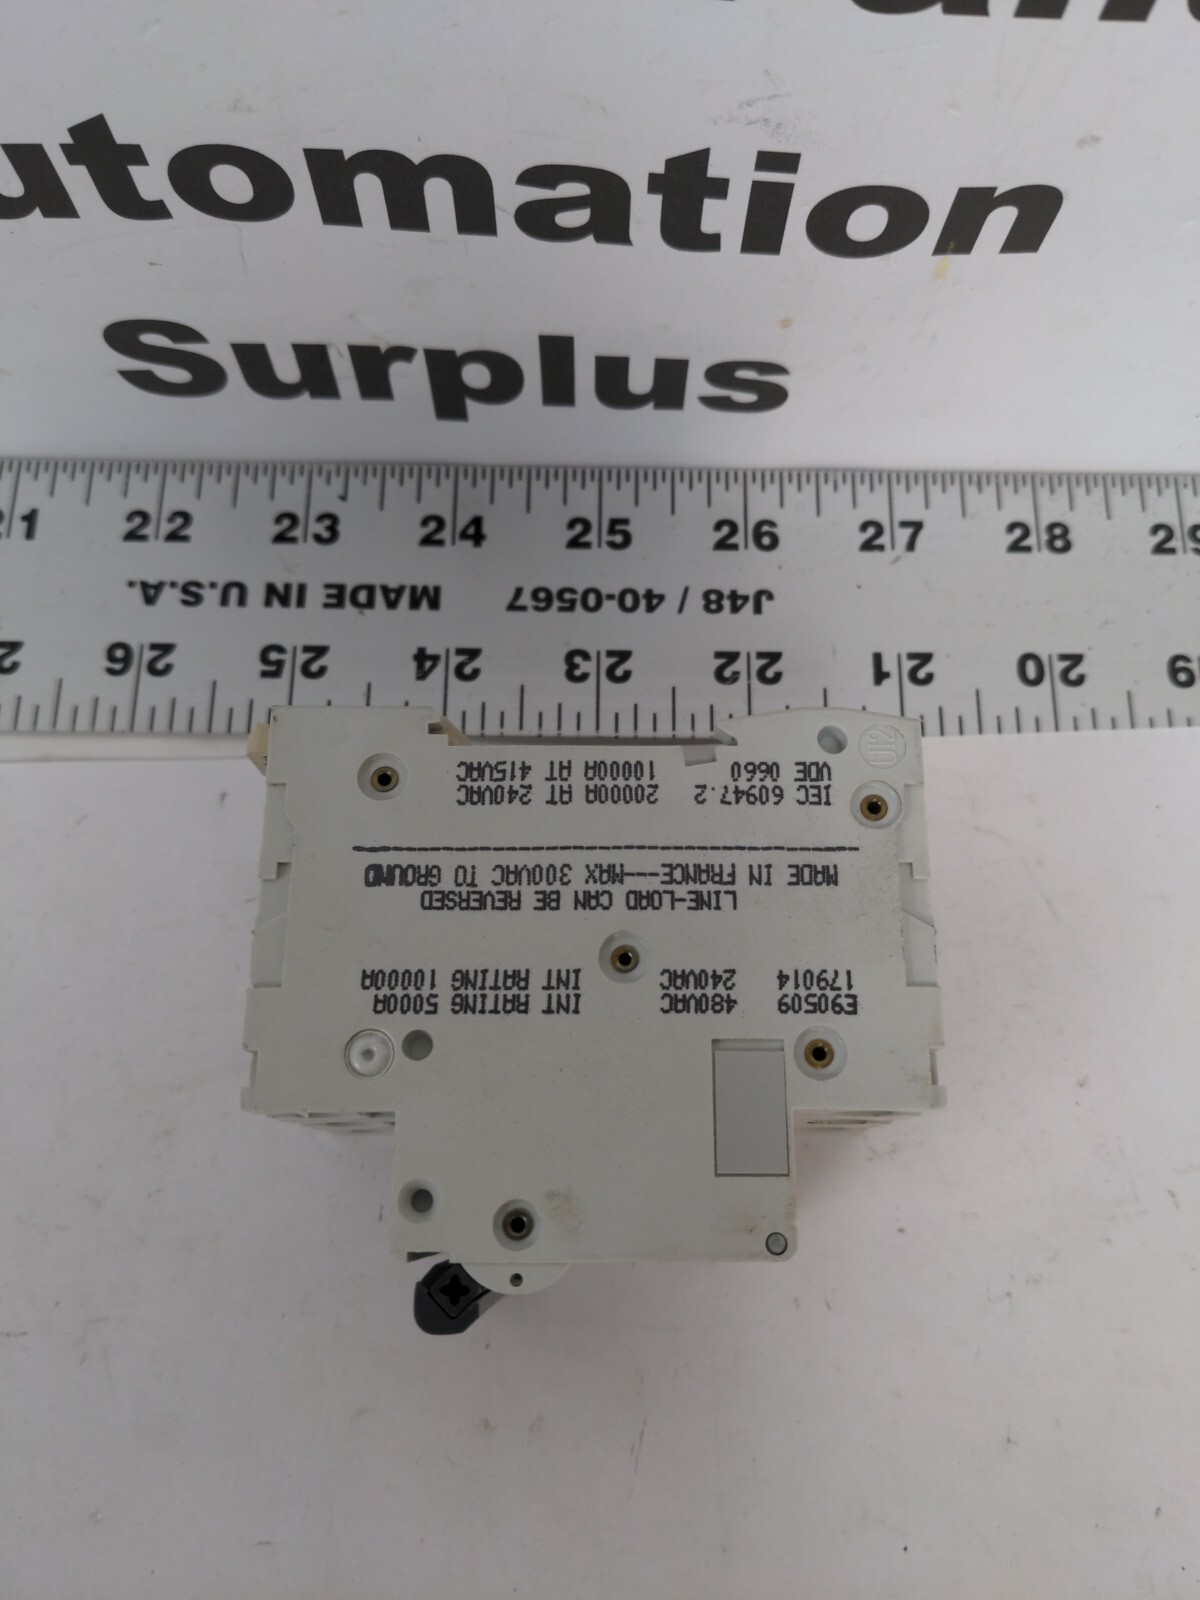 utomation
Surplus
22 23 24 25 26 27 28 29
J48 / 40-0567 MADE IN U.S.A.
20 21 22 23 24 25 26
E90509 480VAC INT RATING 5000A
179014 240VAC INT RATING 10000A
LINE-LOAD CAN BE REVERSED
MADE IN FRANCE---MAX 300VAC TO GROUND
IEC 60947.2 20000A AT 240VAC
VDE 0660 10000A AT 415VAC
U12